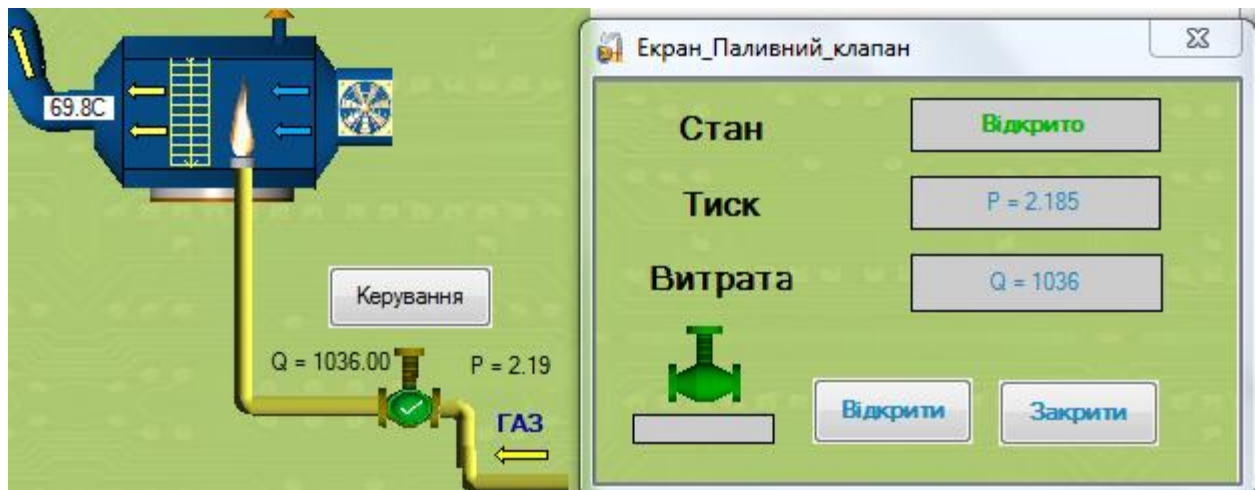 69.8C
Керування
Q = 1036.00
P = 2.19
ГАЗ
Екран_Паливний_клапан
Стан
Відкрито
Тиск
P = 2.185
Витрата
Q = 1036
Відкрити
Закрити